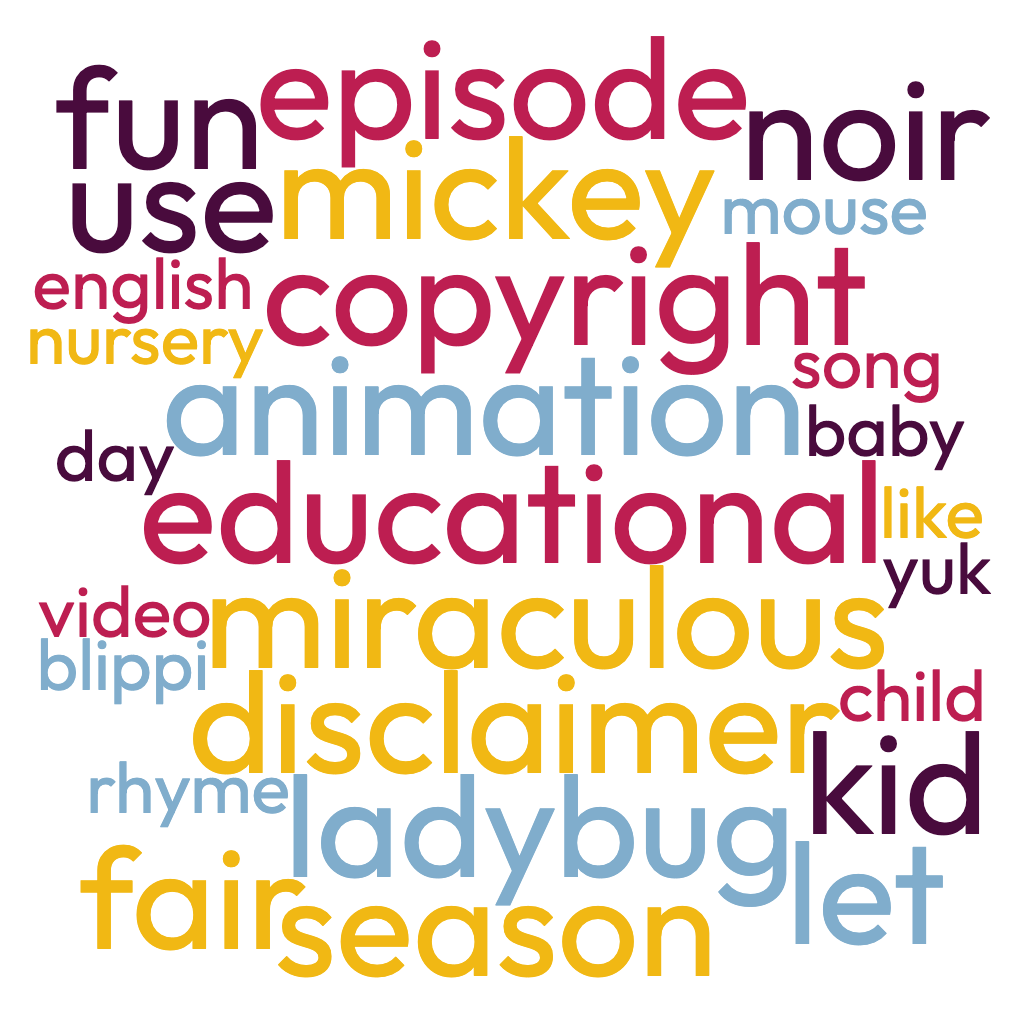 fun episode noir
use mickey mouse
english copyright
nursery song
animation baby
day educational like
yuk
video miraculous
blippi
disclaimer child
rhyme ladybug kid
fair season let